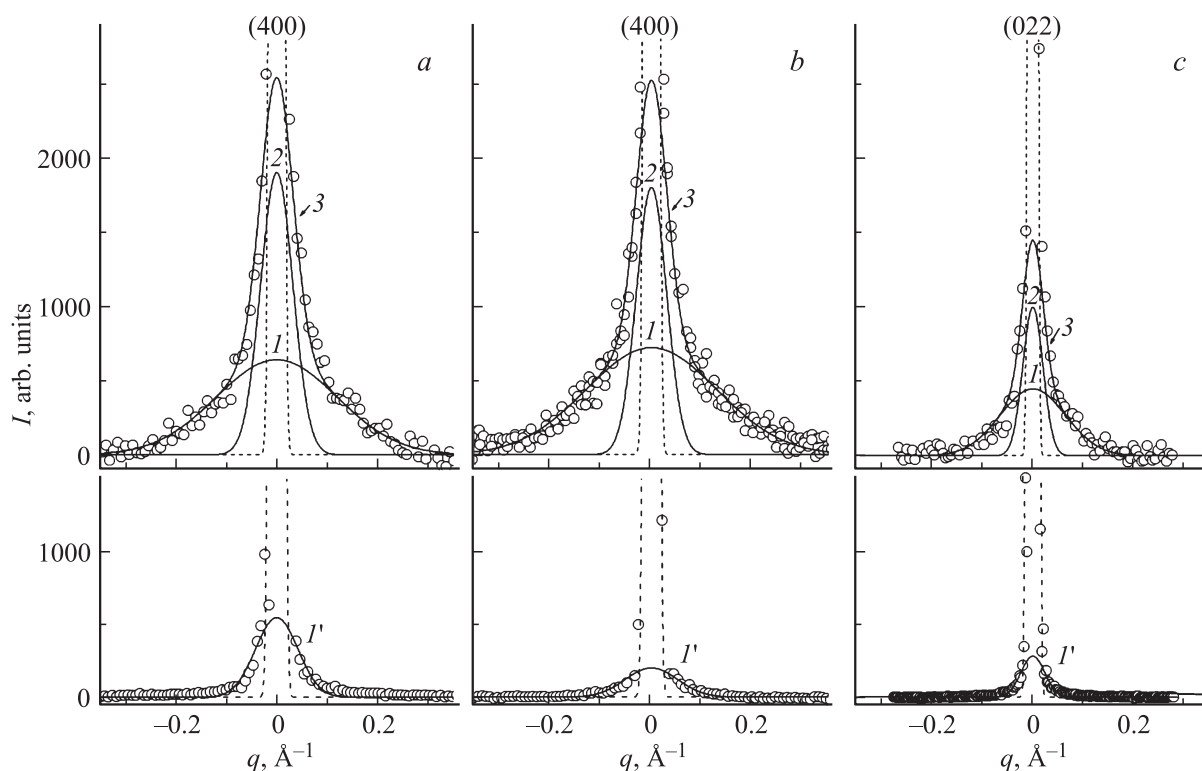 (400) (400) (022)
a b c
I, arb. units
2000
1000
0
1 2 3
1 2 3
1 2 3
1000
0
1' 1' 1'
–0.2 0 0.2 –0.2 0 0.2 –0.2 0 0.2
q, Å–1 q, Å–1 q, Å–1